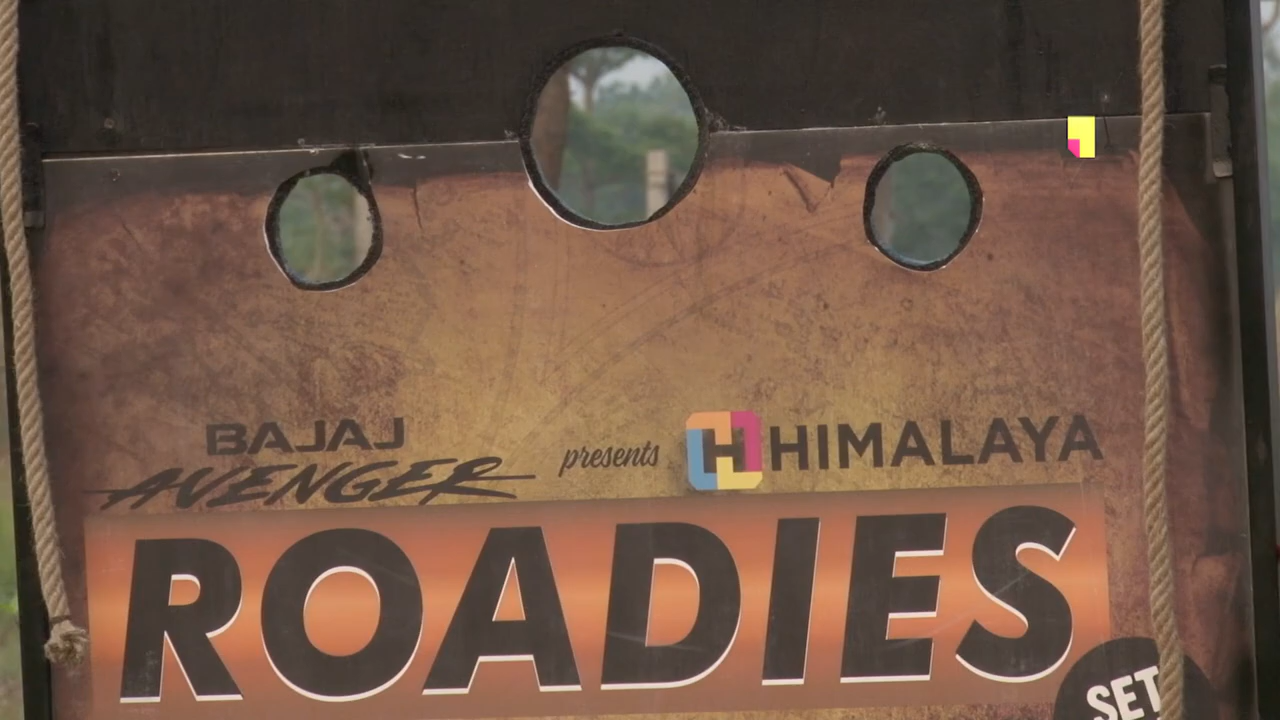 BAJAJ
AVENGER
presents
HIMALAYA
ROADIES
SET